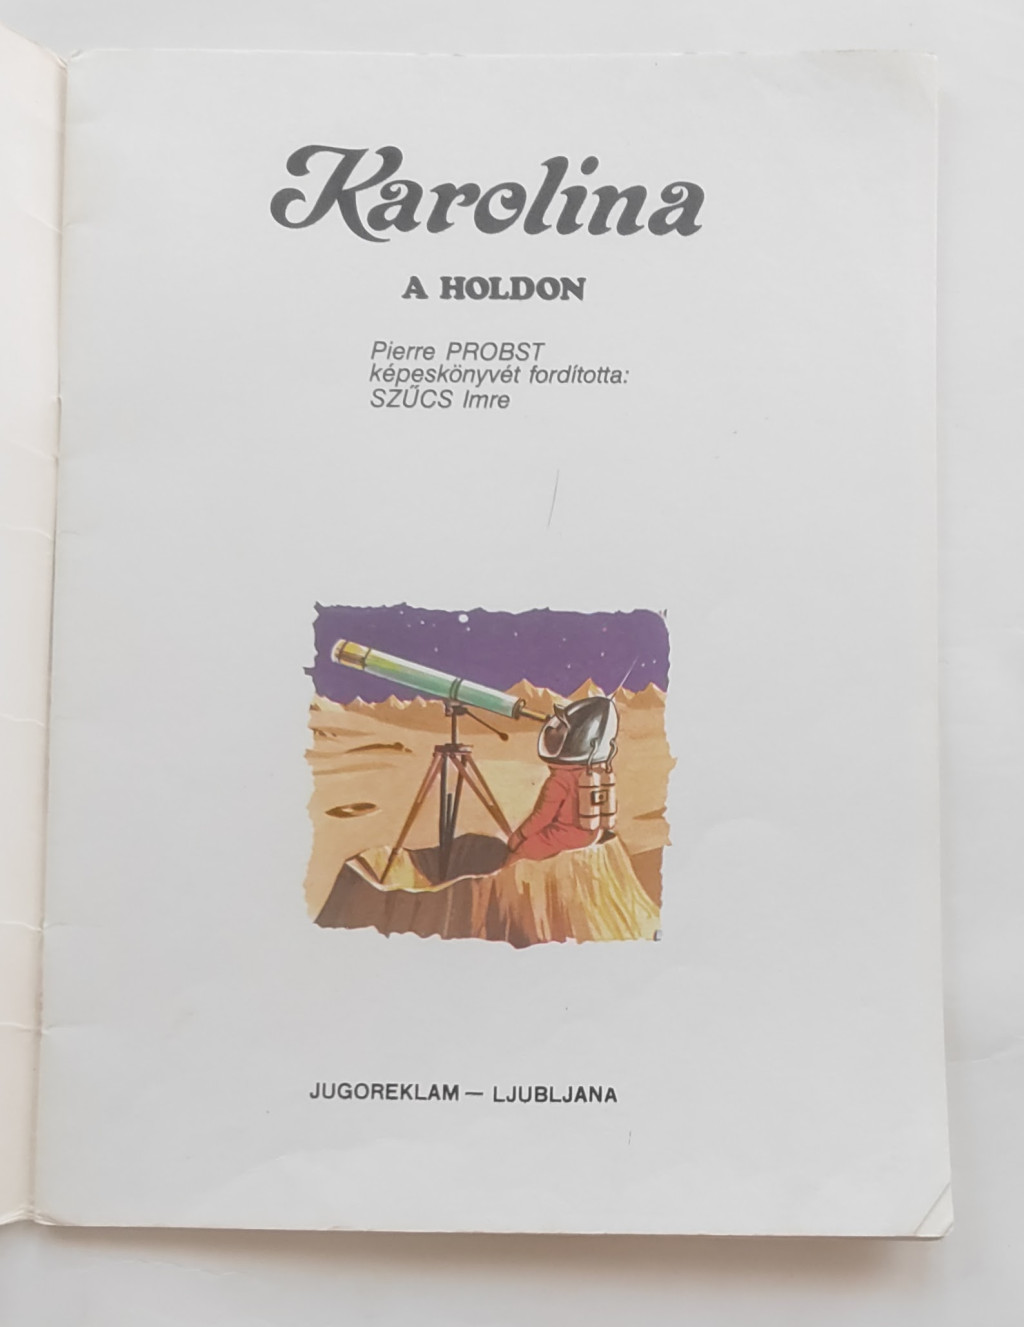 Karolina
A HOLDON
Pierre PROBST
képeskönyvét fordította:
SZŰCS Imre
JUGOREKLAM — LJUBLJANA